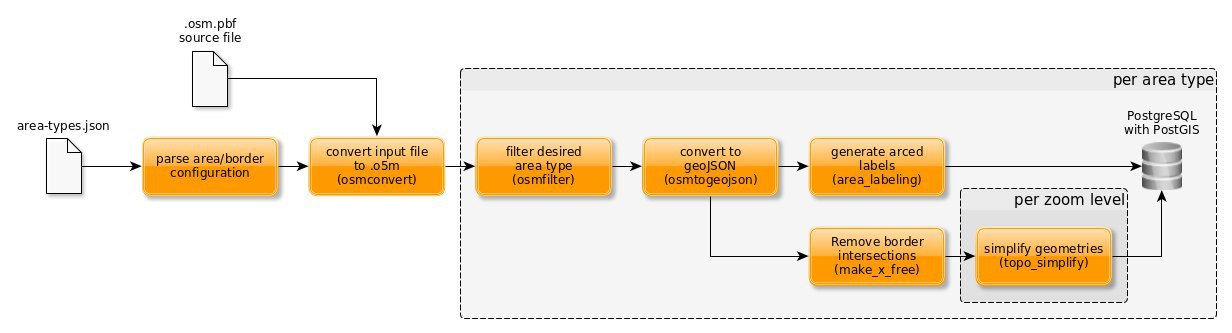 .osm.pbf
source file
per area type
area-types.json
PostgreSQL
with PostGIS
parse area/border
configuration
convert input file
to .o5m
(osmconvert)
filter desired
area type
(osmfilter)
convert to
geoJSON
(osmtogeojson)
generate arced
labels
(area_labeling)
per zoom level
Remove border
intersections
(make_x_free)
simplify geometries
(topo_simplify)